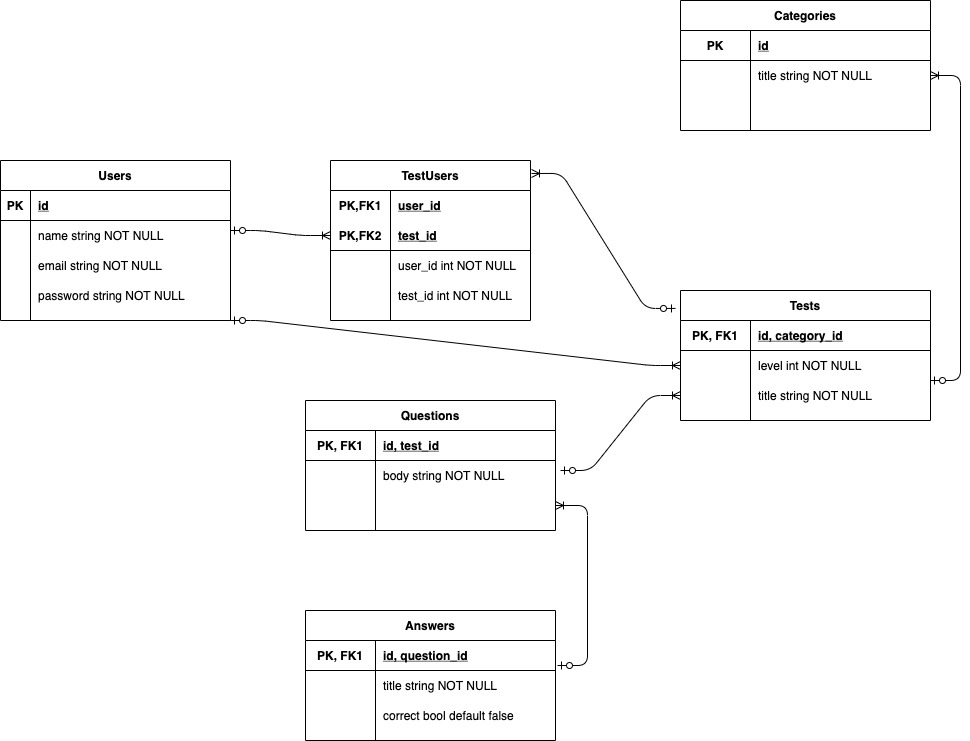 Categories
PK id
title string NOT NULL
Users
PK id
name string NOT NULL
email string NOT NULL
password string NOT NULL
TestUsers
PK,FK1 user_id
PK,FK2 test_id
user_id int NOT NULL
test_id int NOT NULL
Tests
PK, FK1 id, category_id
level int NOT NULL
title string NOT NULL
Questions
PK, FK1 id, test_id
body string NOT NULL
Answers
PK, FK1 id, question_id
title string NOT NULL
correct bool default false